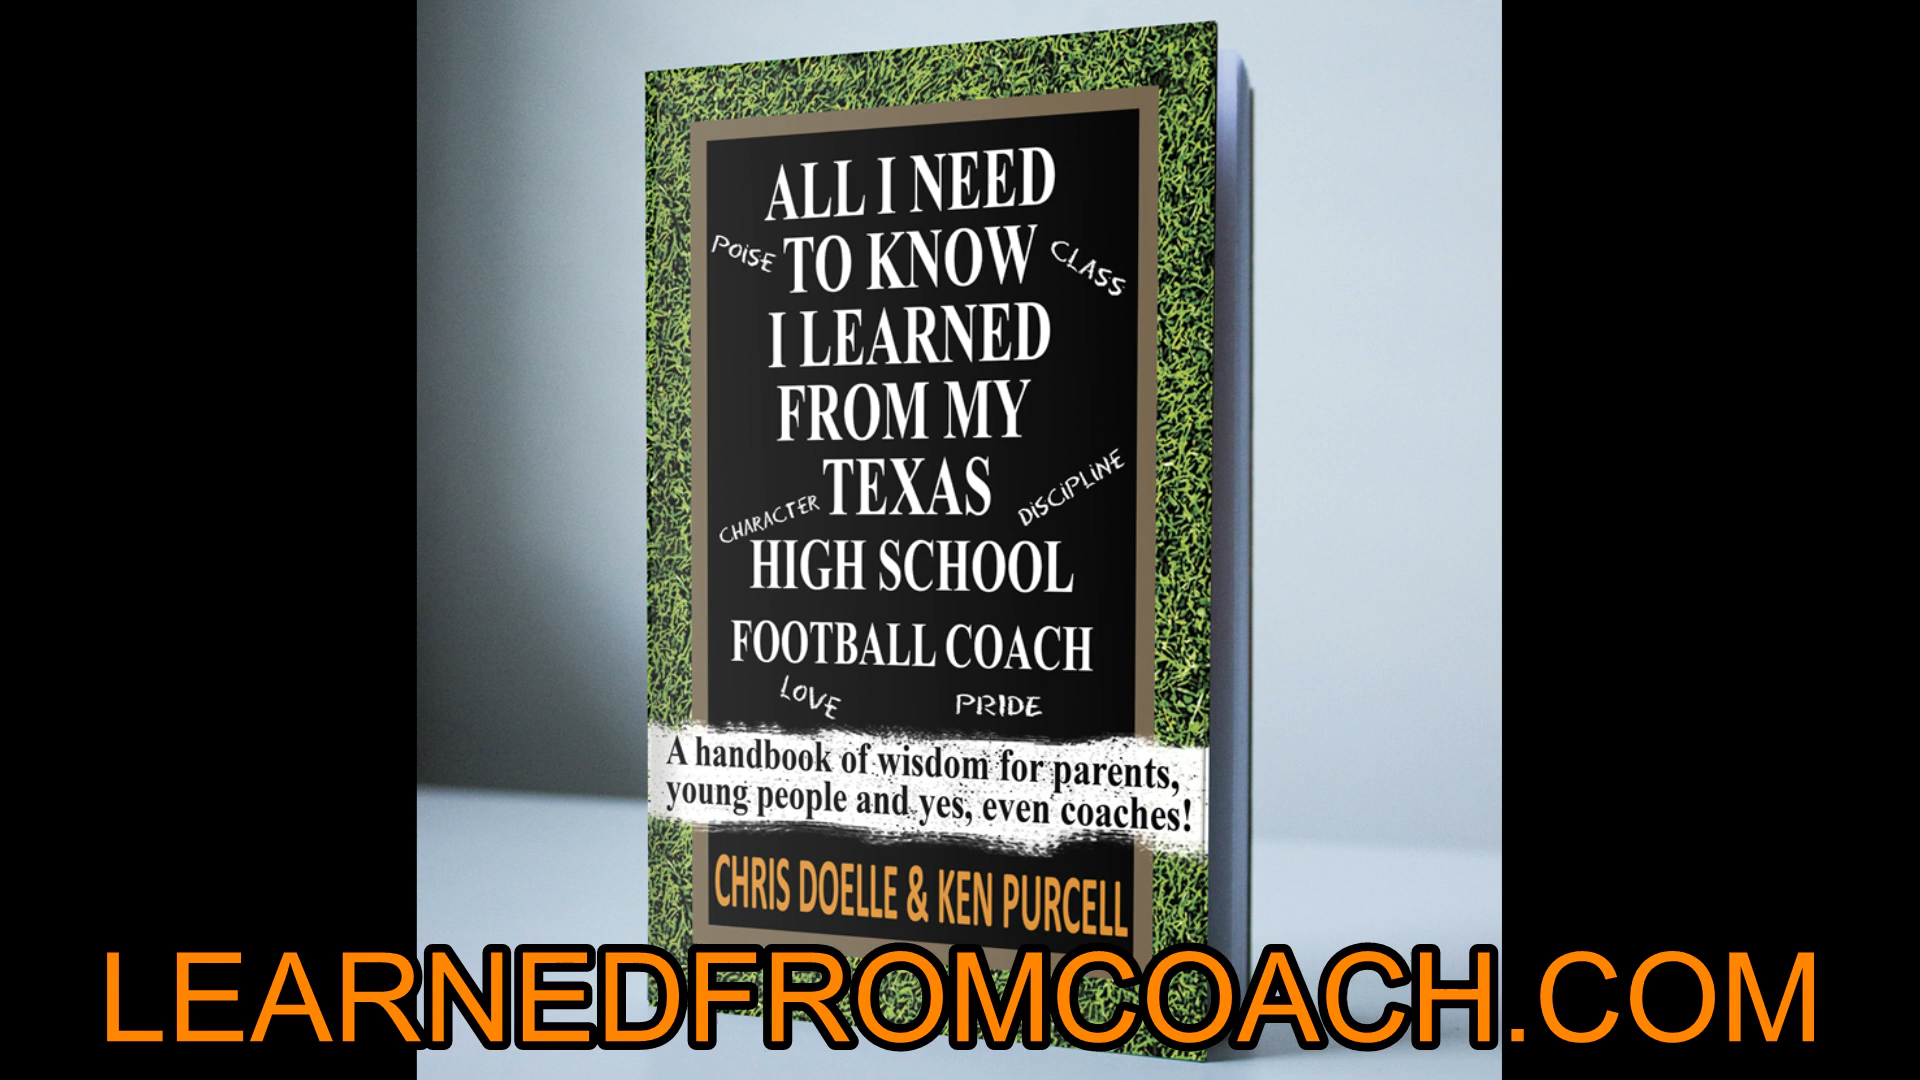 ALL I NEED
POISE TO KNOW CLASS
I LEARNED
FROM MY
TEXAS
CHARACTER DISCIPLINE
HIGH SCHOOL
FOOTBALL COACH
LOVE PRIDE
A handbook of wisdom for parents,
young people and yes, even coaches!
CHRIS DOELLE & KEN PURCELL
LEARNEDFROMCOACH.COM